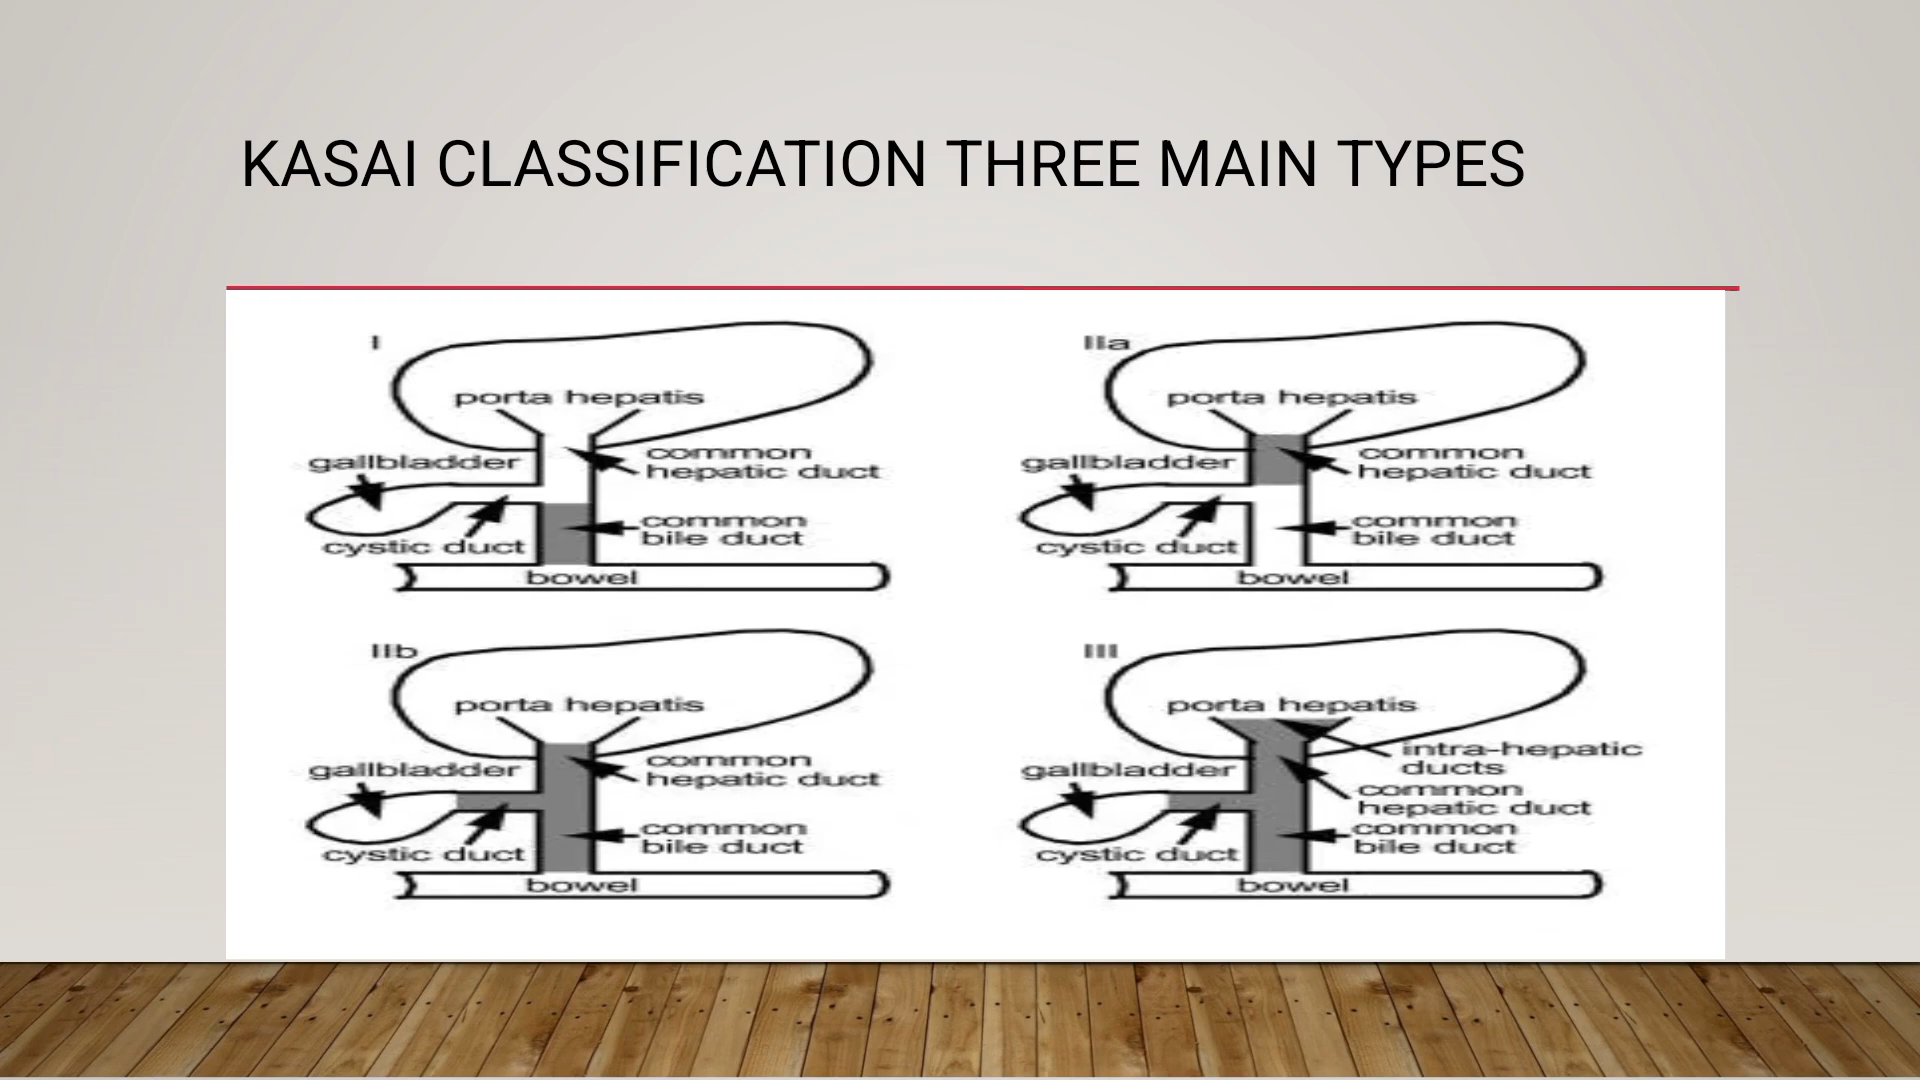 KASAI CLASSIFICATION THREE MAIN TYPES
I
porta hepatis
gallbladder
common
hepatic duct
common
bile duct
cystic duct
bowel
IIa
porta hepatis
gallbladder
common
hepatic duct
common
bile duct
cystic duct
bowel
IIb
porta hepatis
gallbladder
common
hepatic duct
common
bile duct
cystic duct
bowel
III
porta hepatis
intra-hepatic
ducts
gallbladder
common
hepatic duct
common
bile duct
cystic duct
bowel